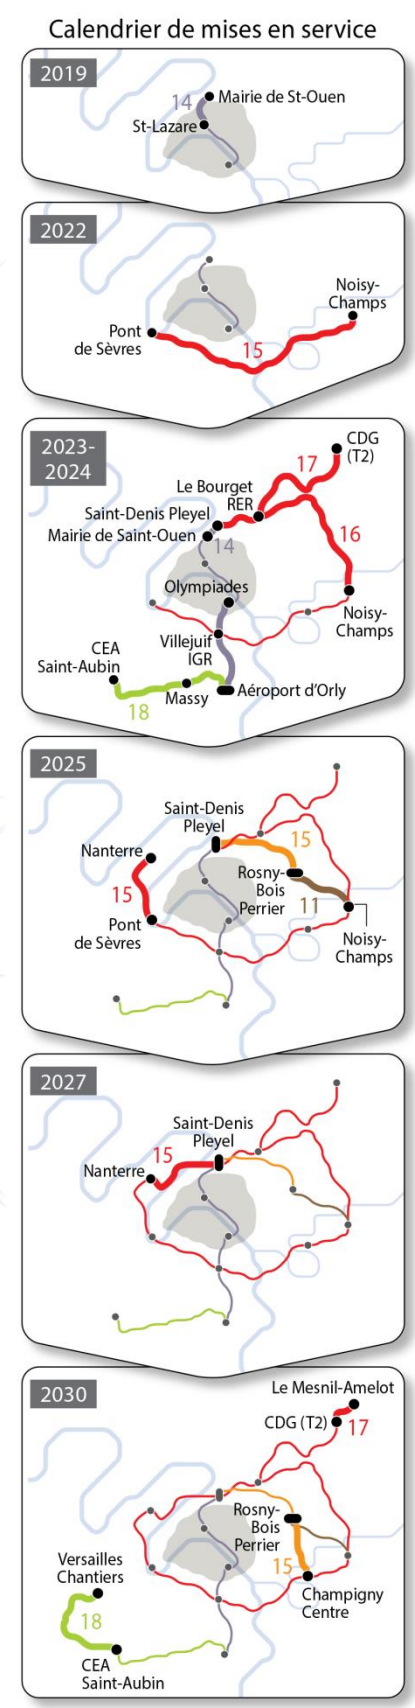 Calendrier de mises en service
2019
14
Mairie de St-Ouen
St-Lazare
2022
Noisy-
Champs
Pont
de Sèvres
15
2023-
2024
CDG
(T2)
17
Le Bourget
RER
Saint-Denis Pleyel
Mairie de Saint-Ouen
14
16
Olympiades
Noisy-
Champs
Villejuif
IGR
CEA
Saint-Aubin
Massy
Aéroport d'Orly
18
2025
Saint-Denis
Pleyel
15
Nanterre
Rosny-
Bois
Perrier
15
11
Pont
de Sèvres
Noisy-
Champs
2027
Saint-Denis
Pleyel
15
Nanterre
2030
Le Mesnil-Amelot
CDG (T2)
17
Rosny-
Bois
Perrier
15
Versailles
Chantiers
Champigny
Centre
18
CEA
Saint-Aubin